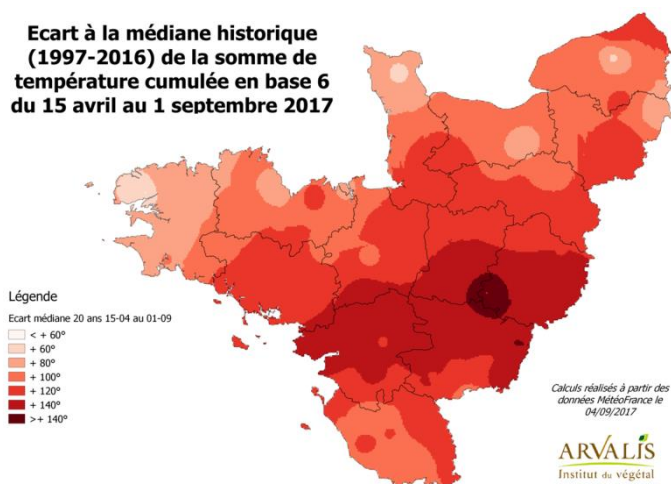 Ecart à la médiane historique
(1997-2016) de la somme de
température cumulée en base 6
du 15 avril au 1 septembre 2017
Légende
Ecart médiane 20 ans 15-04 au 01-09
< + 60°
+ 60°
+ 80°
+ 100°
+ 120°
+ 140°
>+ 140°
Calculs réalisés à partir des
données MétéoFrance le
04/09/2017
ARVALIS
Institut du végétal